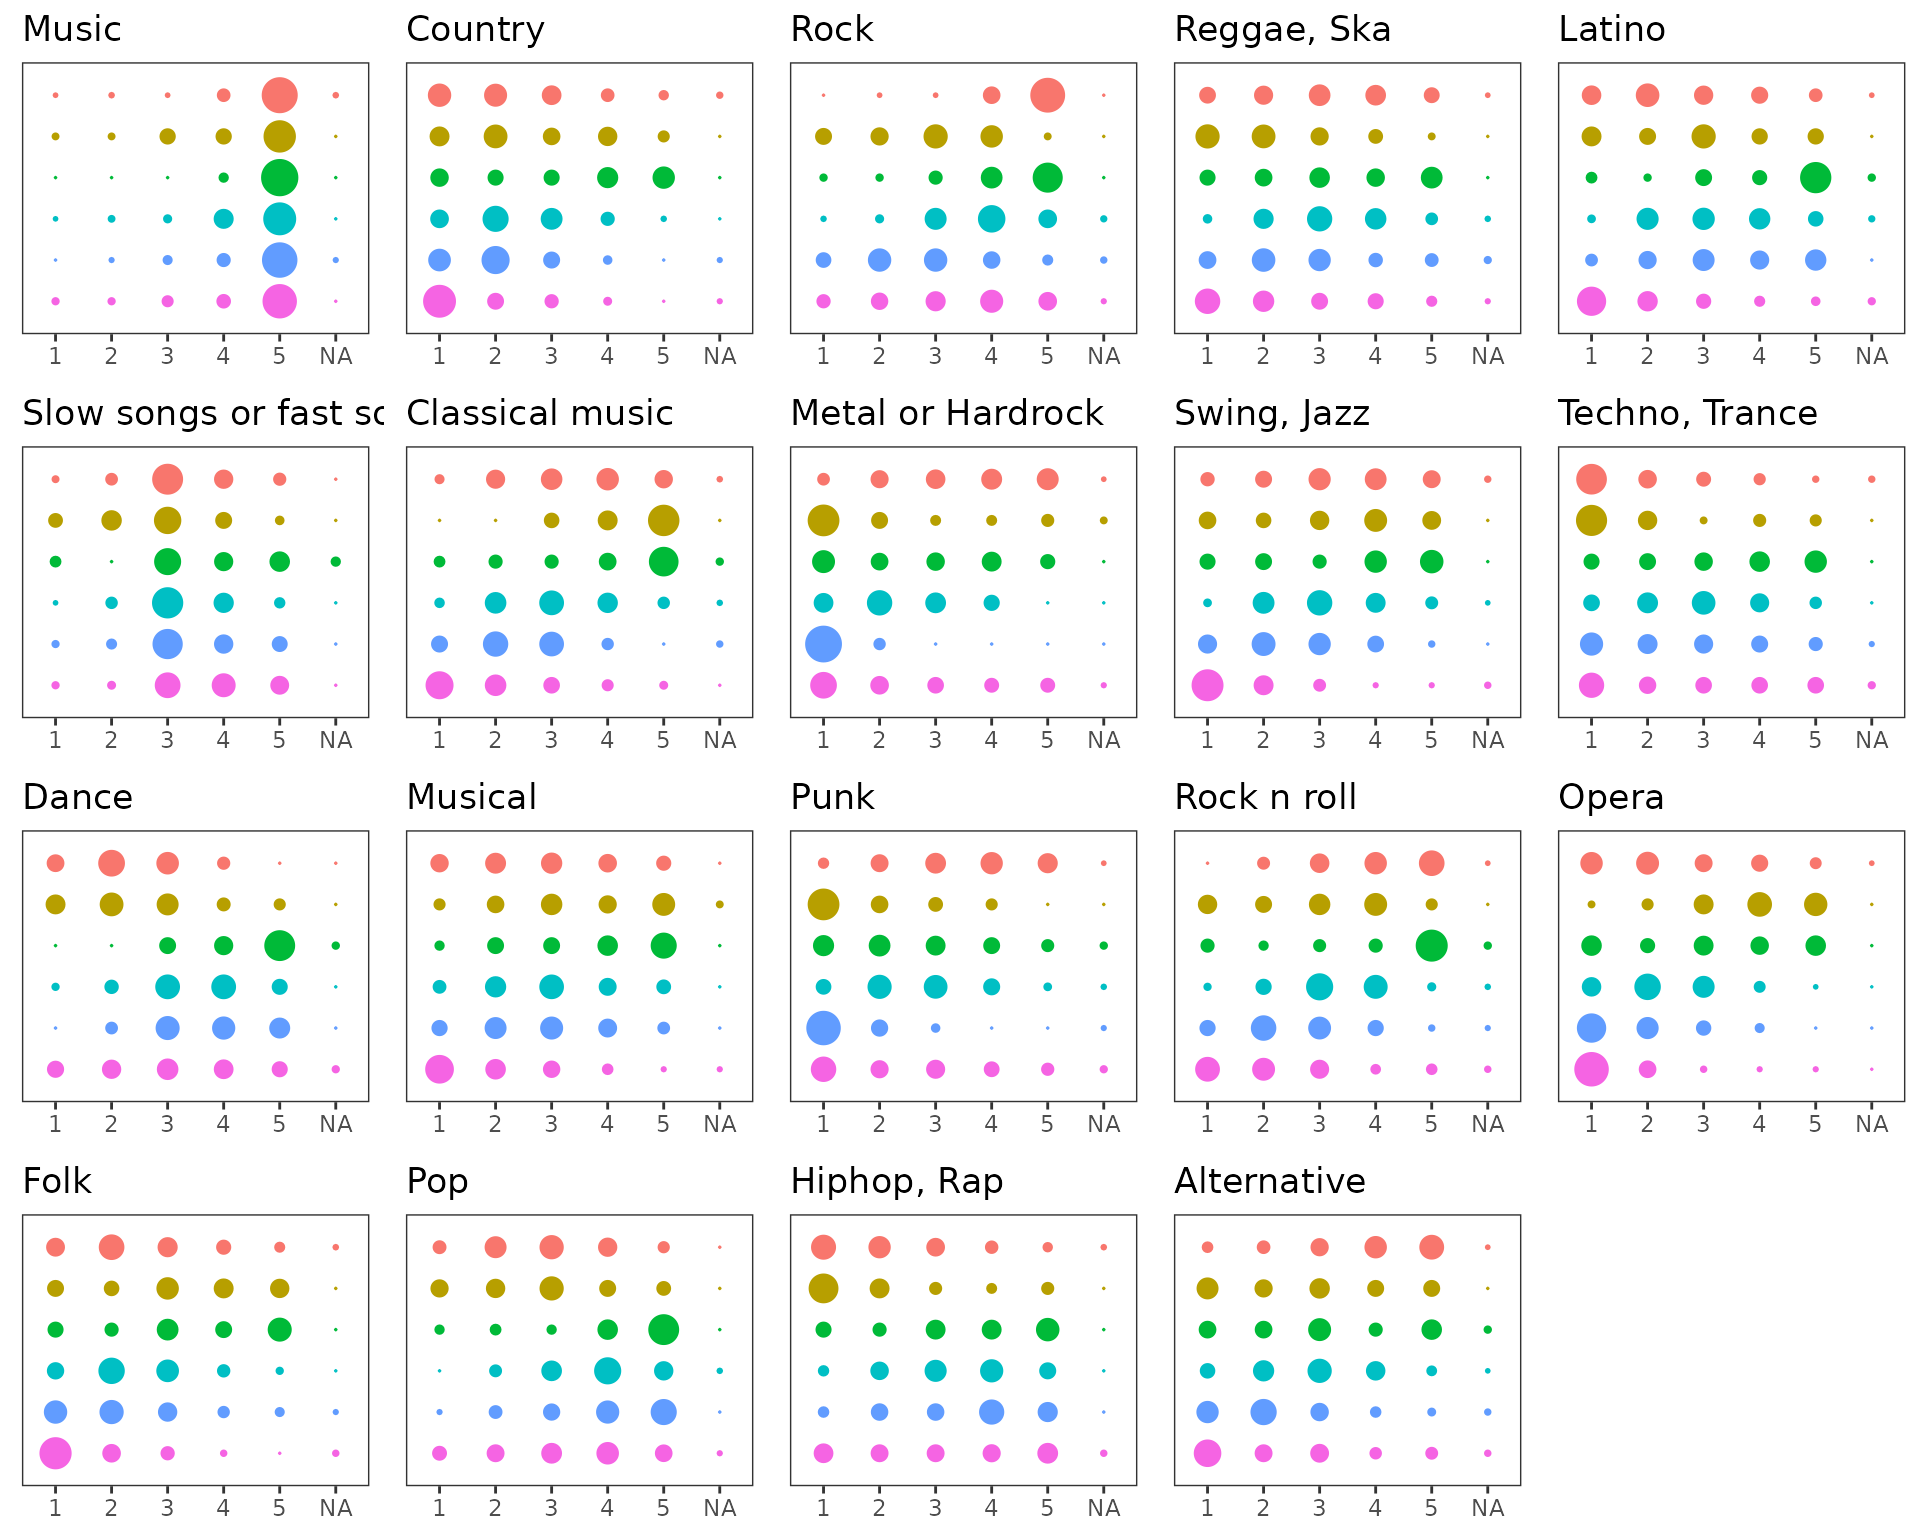 Music Country Rock Reggae, Ska Latino
1 2 3 4 5 NA 1 2 3 4 5 NA 1 2 3 4 5 NA 1 2 3 4 5 NA 1 2 3 4 5 NA
Slow songs or fast sc Classical music Metal or Hardrock Swing, Jazz Techno, Trance
1 2 3 4 5 NA 1 2 3 4 5 NA 1 2 3 4 5 NA 1 2 3 4 5 NA 1 2 3 4 5 NA
Dance Musical Punk Rock n roll Opera
1 2 3 4 5 NA 1 2 3 4 5 NA 1 2 3 4 5 NA 1 2 3 4 5 NA 1 2 3 4 5 NA
Folk Pop Hiphop, Rap Alternative
1 2 3 4 5 NA 1 2 3 4 5 NA 1 2 3 4 5 NA 1 2 3 4 5 NA